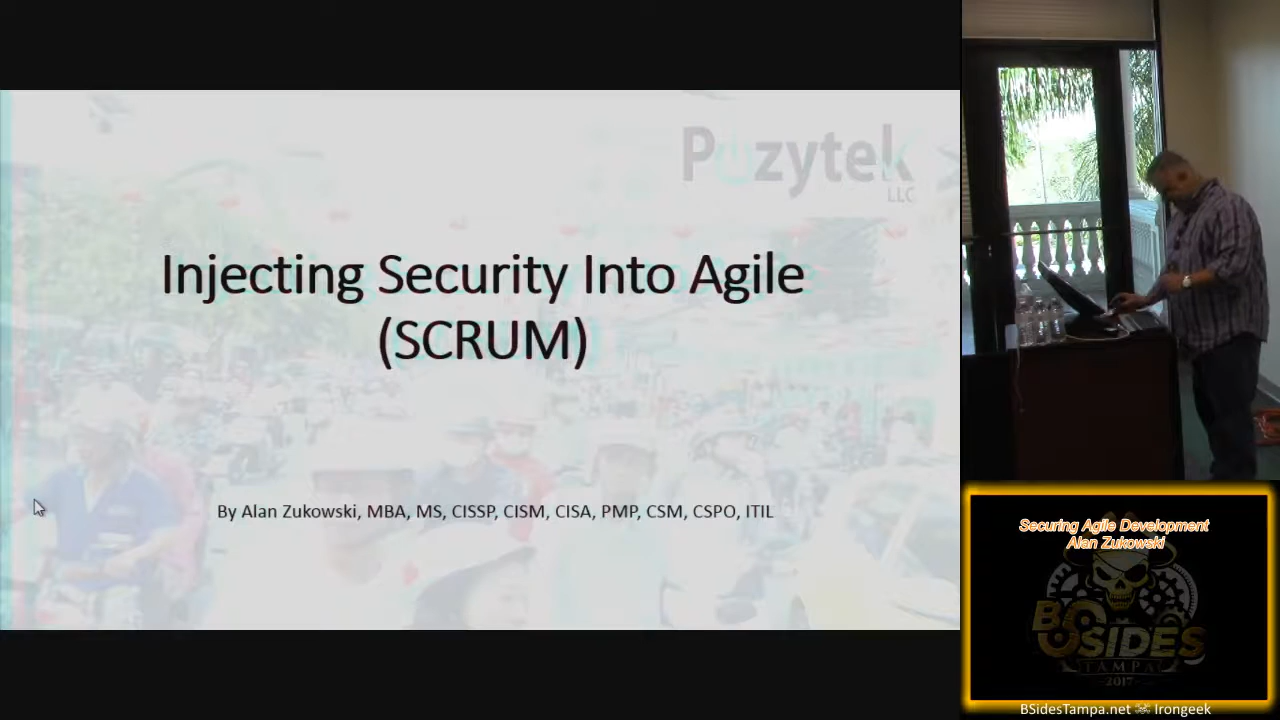 Pozytek
LLC
Injecting Security Into Agile
(SCRUM)
By Alan Zukowski, MBA, MS, CISSP, CISM, CISA, PMP, CSM, CSPO, ITIL
Securing Agile Development
Alan Zukowski
BSIDES
TAMPA
2017
BSidesTampa.net ☠ Irongeek